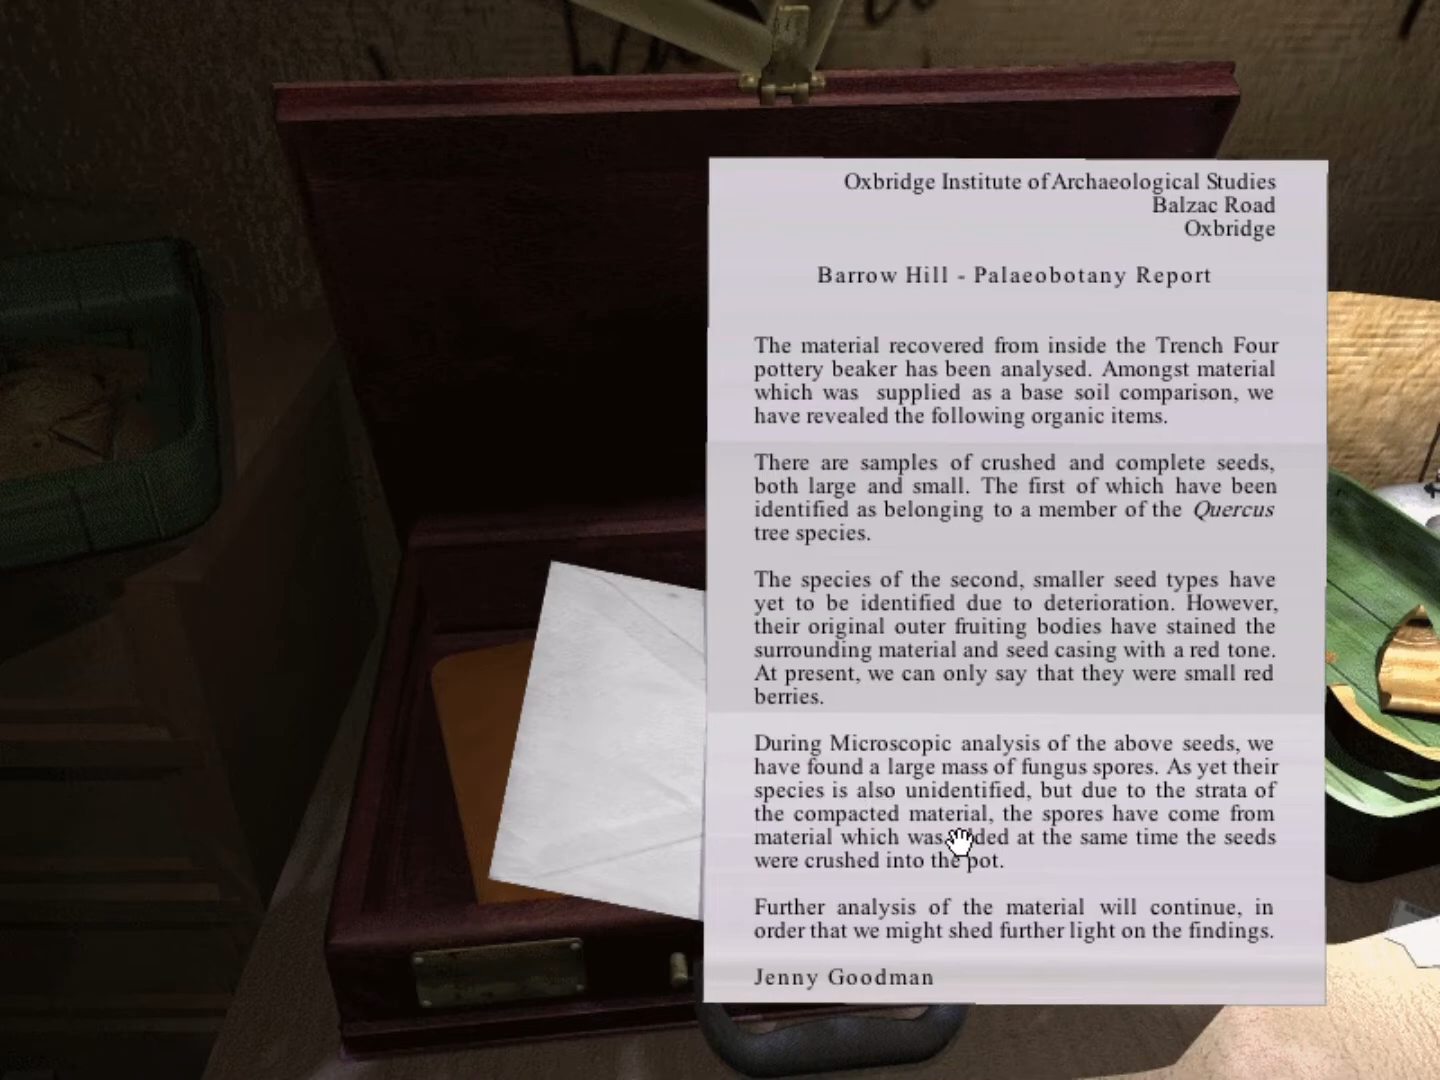 Oxbridge Institute of Archaeological Studies
Balzac Road
Oxbridge
Barrow Hill - Palaeobotany Report
The material recovered from inside the Trench Four
pottery beaker has been analysed. Amongst material
which was supplied as a base soil comparison, we
have revealed the following organic items.
There are samples of crushed and complete seeds,
both large and small. The first of which have been
identified as belonging to a member of the Quercus
tree species.
The species of the second, smaller seed types have
yet to be identified due to deterioration. However,
their original outer fruiting bodies have stained the
surrounding material and seed casing with a red tone.
At present, we can only say that they were small red
berries.
During Microscopic analysis of the above seeds, we
have found a large mass of fungus spores. As yet their
species is also unidentified, but due to the strata of
the compacted material, the spores have come from
material which was added at the same time the seeds
were crushed into the pot.
Further analysis of the material will continue, in
order that we might shed further light on the findings.
Jenny Goodman